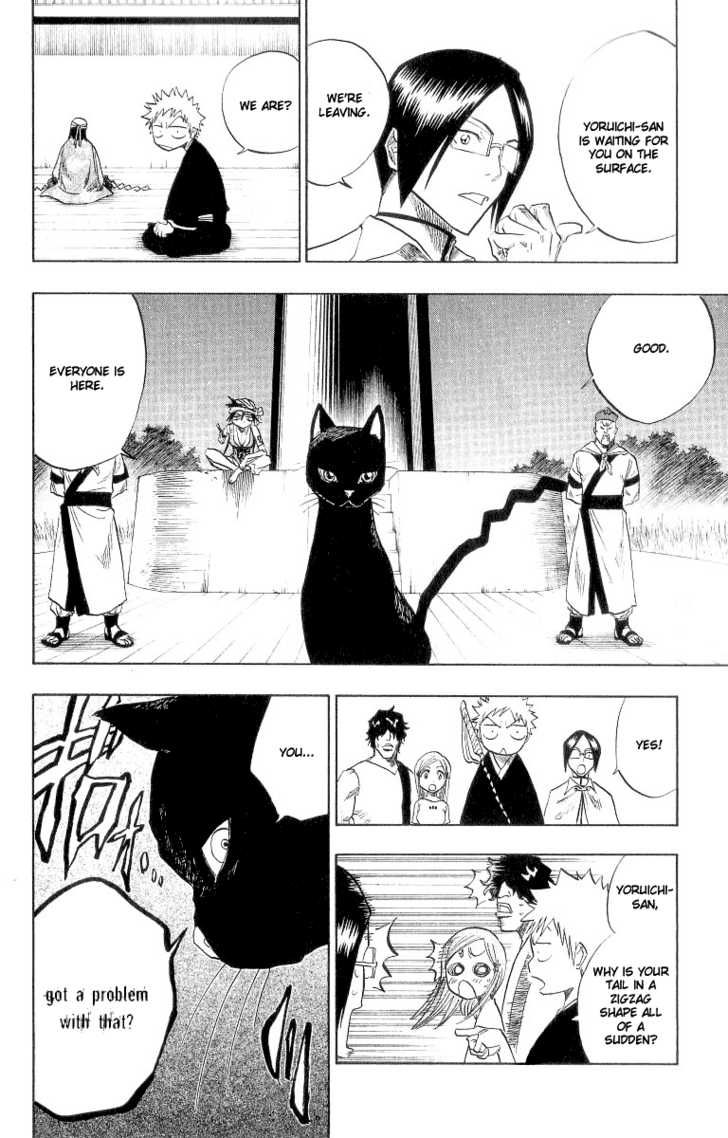 YORUICHI-SAN
IS WAITING FOR
YOU ON THE
SURFACE.
WE'RE
LEAVING.
WE ARE?
GOOD.
EVERYONE IS
HERE.
YES!
YORUICHI-
SAN,
WHY IS YOUR
TAIL IN A
ZIGZAG
SHAPE ALL
OF A
SUDDEN?
YOU...
got a problem
with that?